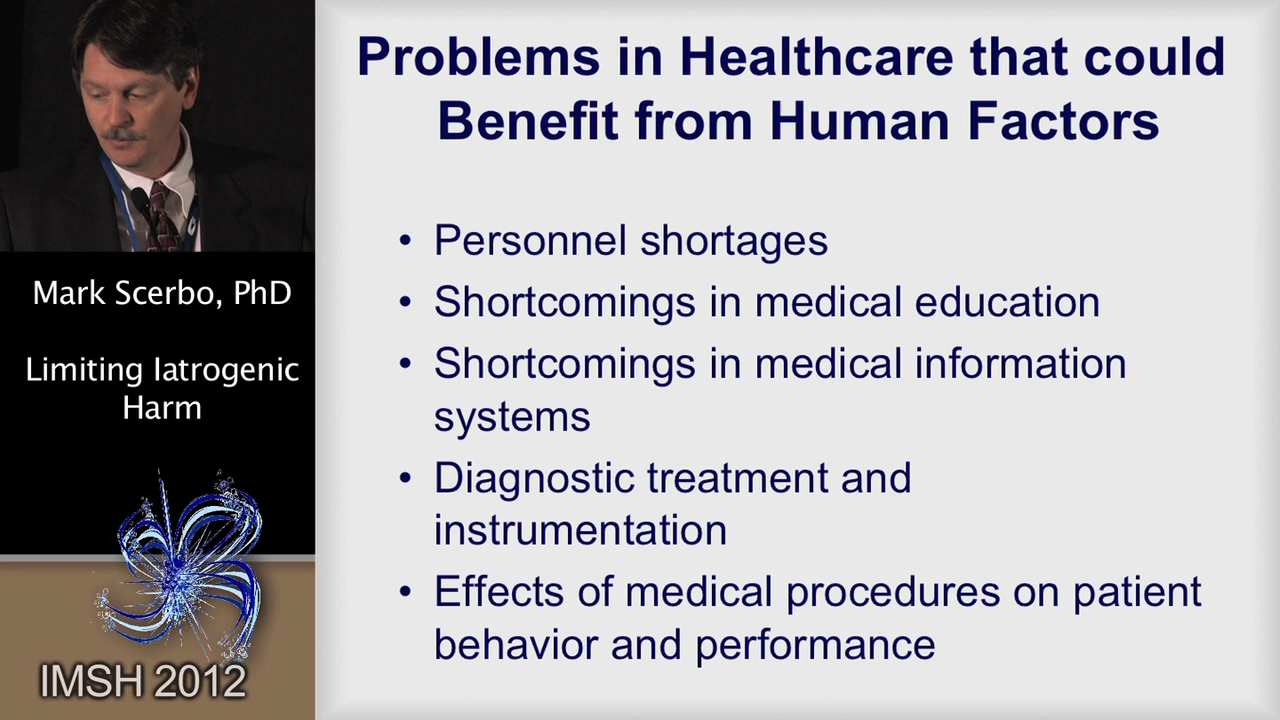 Mark Scerbo, PhD
Limiting Iatrogenic
Harm
IMSH 2012
Problems in Healthcare that could
Benefit from Human Factors
• Personnel shortages
• Shortcomings in medical education
• Shortcomings in medical information
systems
• Diagnostic treatment and
instrumentation
• Effects of medical procedures on patient
behavior and performance